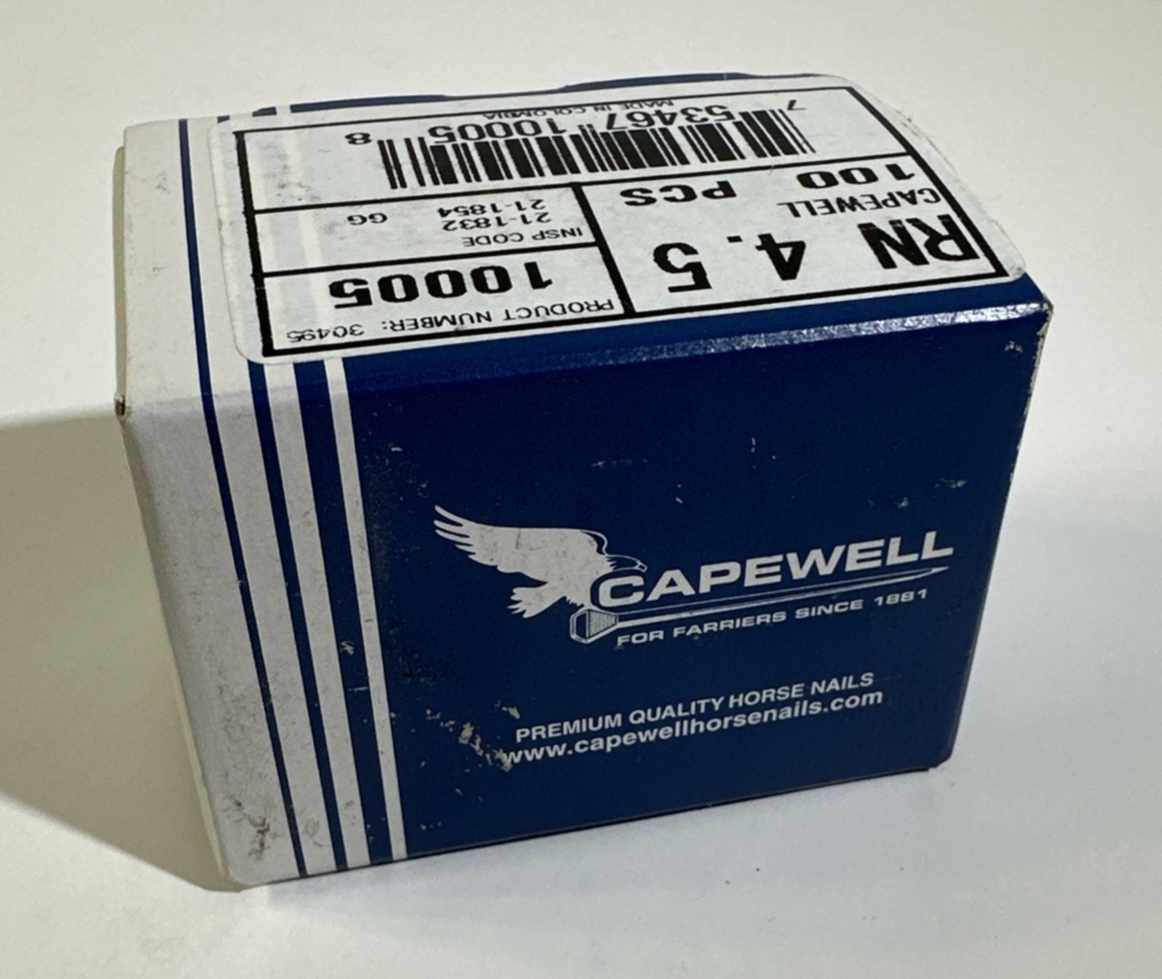 RN 4.5
CAPEWELL
100 PCS
PRODUCT NUMBER: 30495
10005
INSP CODE
21-1832
21-1854 GG
7 53467 10005 8
MADE IN COLOMBIA
CAPEWELL
FOR FARRIERS SINCE 1881
PREMIUM QUALITY HORSE NAILS
www.capewellhorsenails.com